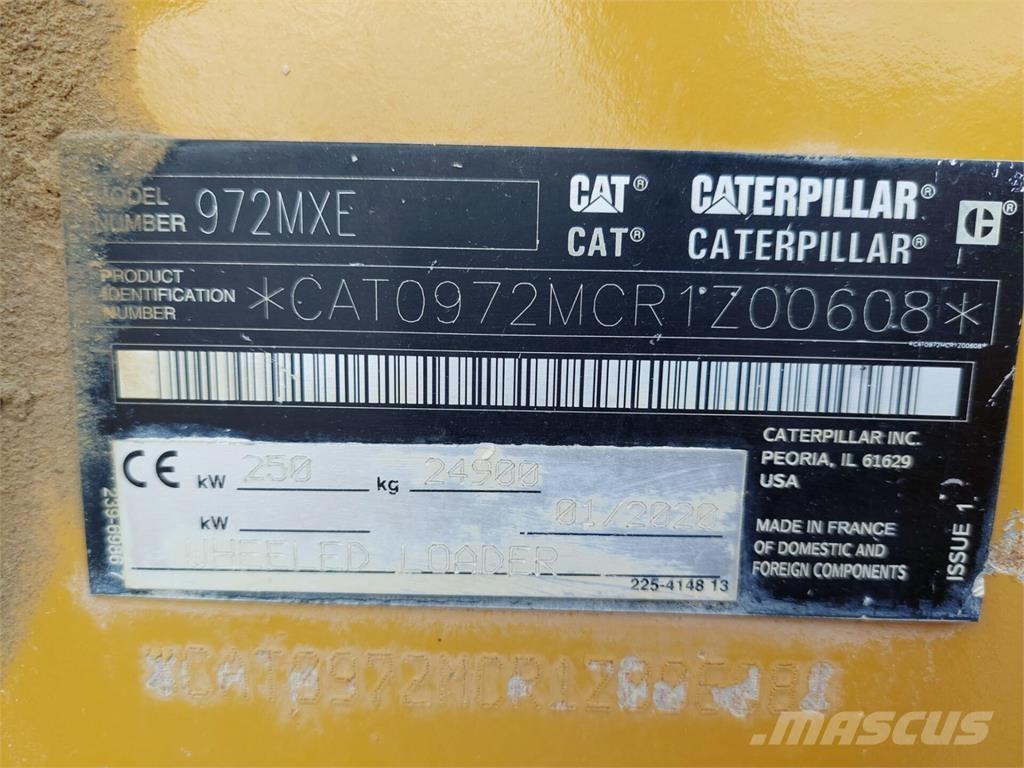 MODEL
NUMBER 972MXE
CAT® CATERPILLAR®
CAT® CATERPILLAR®
C®
PRODUCT
IDENTIFICATION
NUMBER
*CAT0972MCR1Z00608*
*CAT0972MCR1Z00608*
CE kW 250 kg 24900
kW 01/2020
WHEELED LOADER
225-4148 13
CATERPILLAR INC.
PEORIA, IL 61629
USA
MADE IN FRANCE
OF DOMESTIC AND
FOREIGN COMPONENTS
ISSUE 1
MASCUS